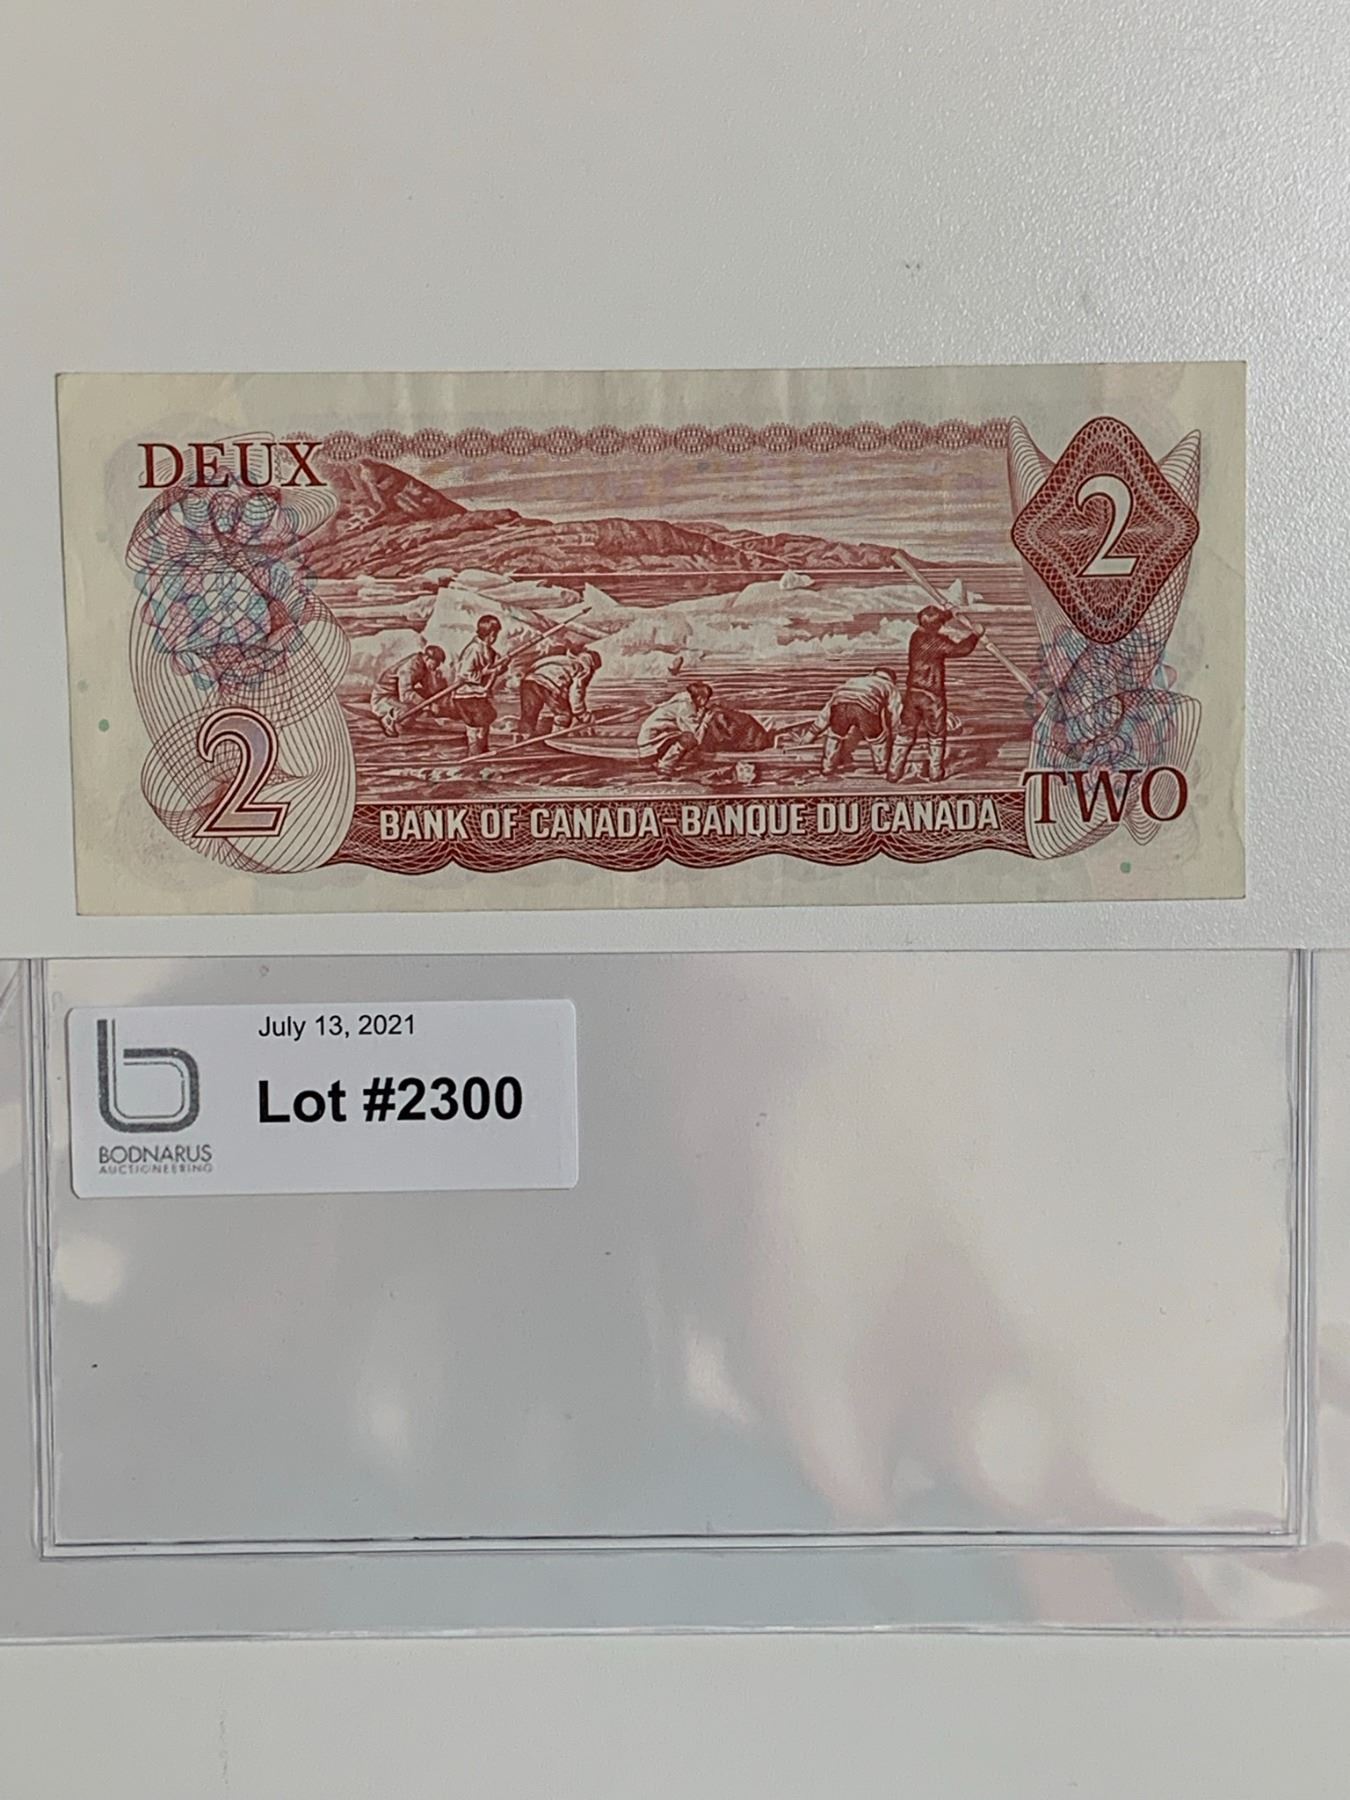 DEUX
2
2
TWO
BANK OF CANADA-BANQUE DU CANADA
July 13, 2021
Lot #2300
BODNARUS
AUCTIONEERING